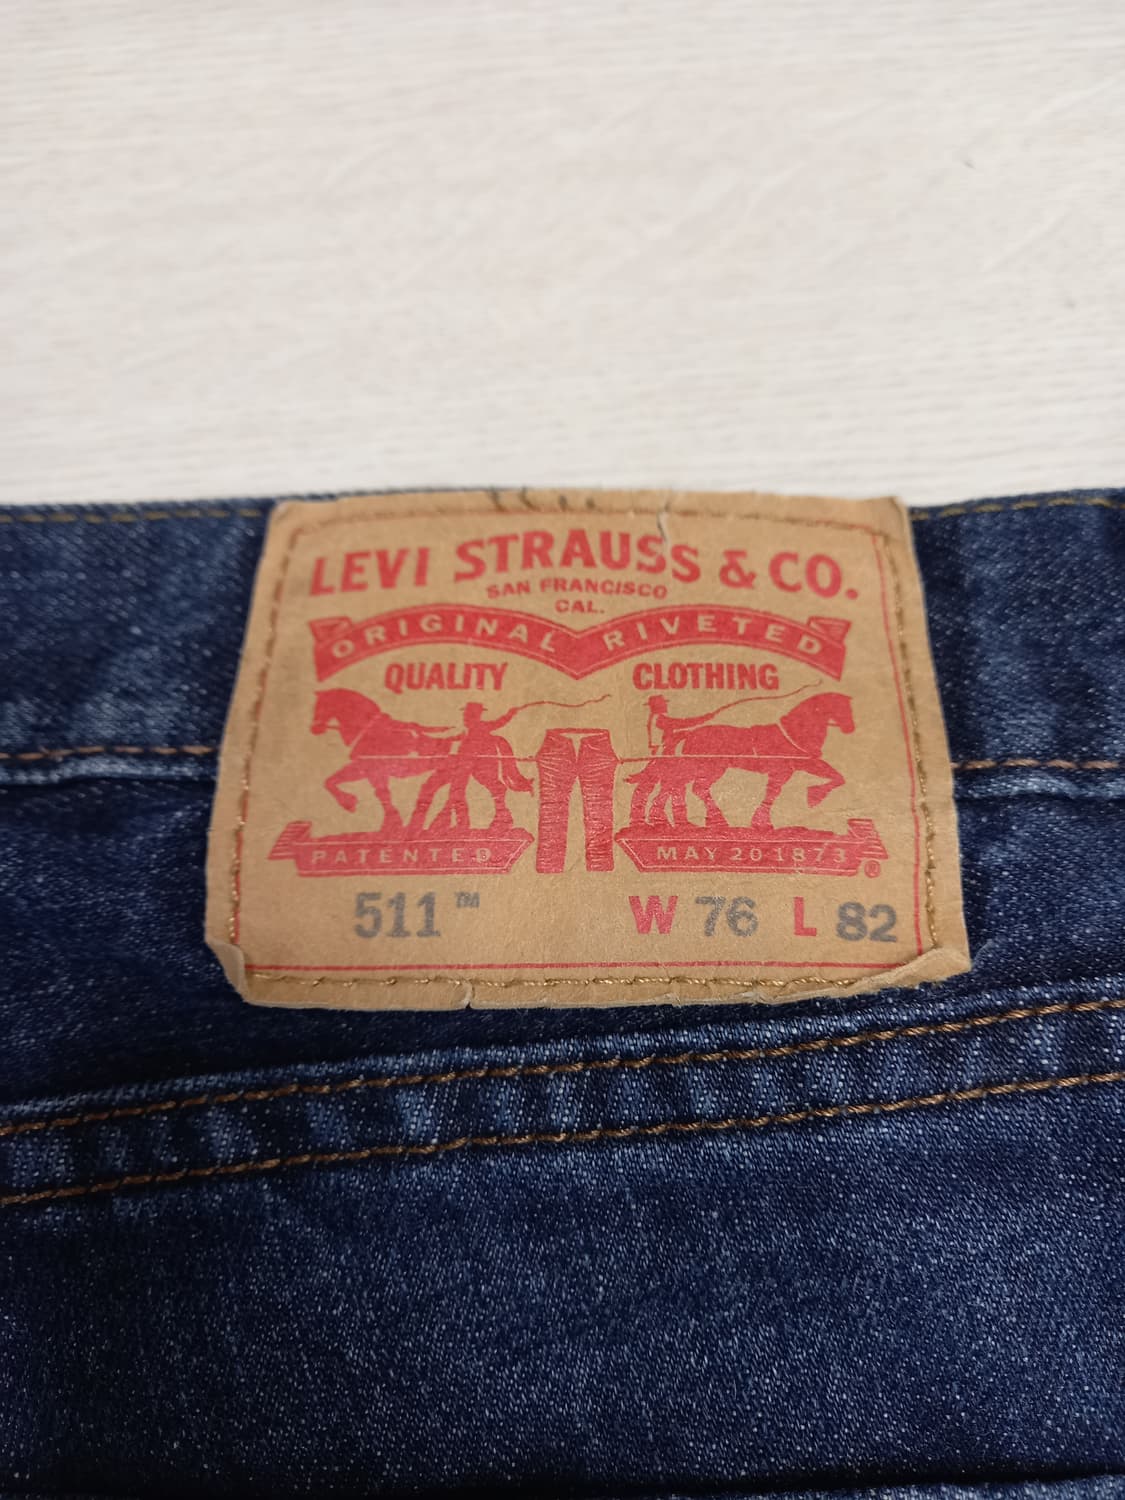 LEVI STRAUSS & CO.
SAN FRANCISCO
CAL.
ORIGINAL RIVETED
QUALITY CLOTHING
PATENTED MAY 20 1873 ®
511™ W 76 L 82